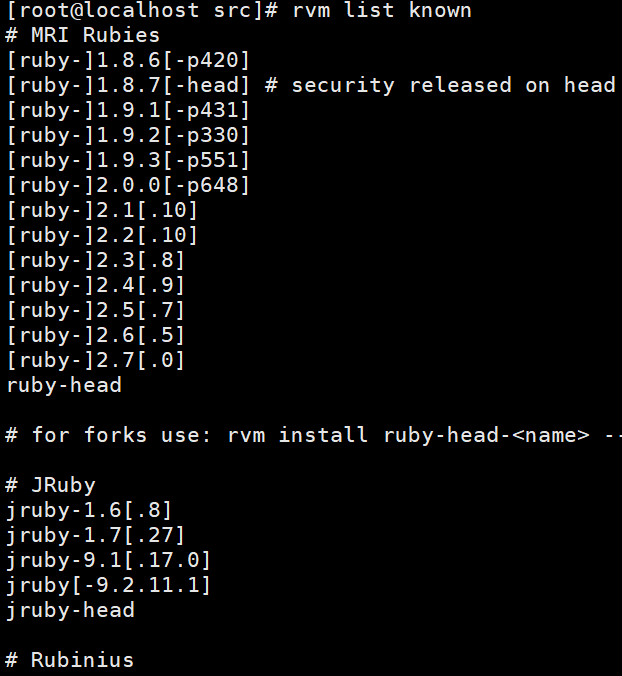 [root@localhost src]# rvm list known
# MRI Rubies
[ruby-]1.8.6[-p420]
[ruby-]1.8.7[-head] # security released on head
[ruby-]1.9.1[-p431]
[ruby-]1.9.2[-p330]
[ruby-]1.9.3[-p551]
[ruby-]2.0.0[-p648]
[ruby-]2.1[.10]
[ruby-]2.2[.10]
[ruby-]2.3[.8]
[ruby-]2.4[.9]
[ruby-]2.5[.7]
[ruby-]2.6[.5]
[ruby-]2.7[.0]
ruby-head
# for forks use: rvm install ruby-head-<name> --
# JRuby
jruby-1.6[.8]
jruby-1.7[.27]
jruby-9.1[.17.0]
jruby[-9.2.11.1]
jruby-head
# Rubinius